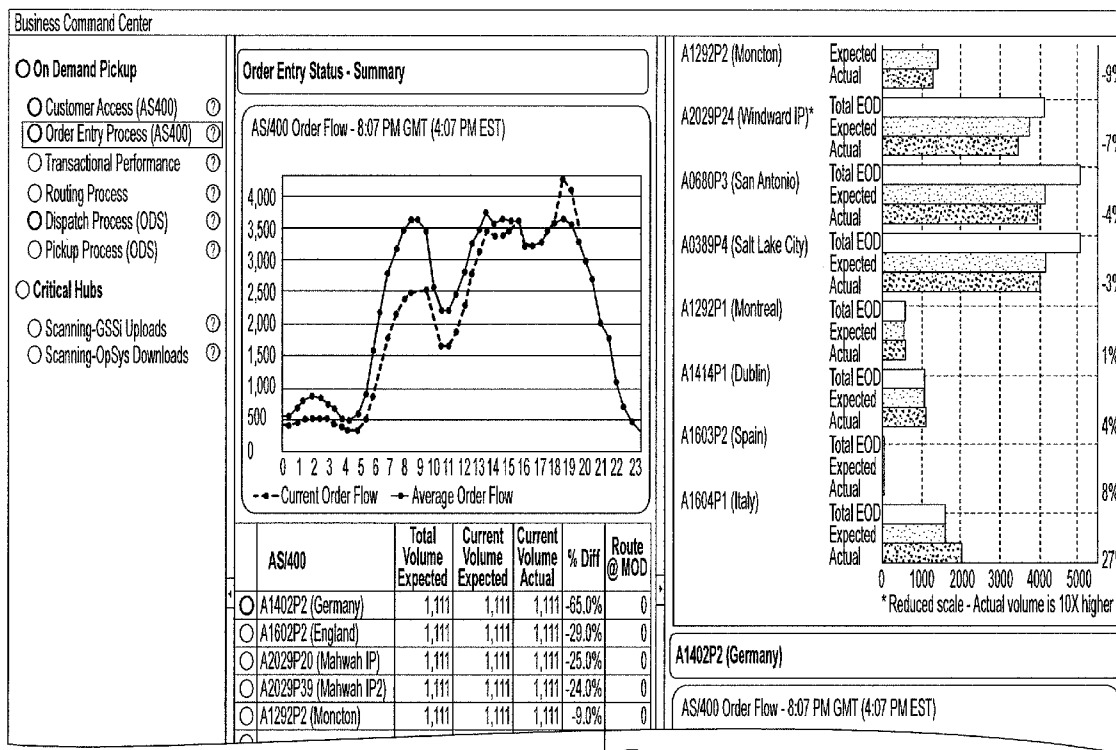 Business Command Center
On Demand Pickup
Customer Access (AS400) ?
Order Entry Process (AS400) ?
Transactional Performance ?
Routing Process ?
Dispatch Process (ODS) ?
Pickup Process (ODS) ?
Critical Hubs
Scanning-GSSi Uploads ?
Scanning-OpSys Downloads ?
Order Entry Status - Summary
AS/400 Order Flow - 8:07 PM GMT (4:07 PM EST)
4,000
3,500
3,000
2,500
2,000
1,500
1,000
500
0
0 1 2 3 4 5 6 7 8 9 10 11 12 13 14 15 16 17 18 19 20 21 22 23
Current Order Flow Average Order Flow
AS/400 Total Volume Expected Current Volume Expected Current Volume Actual % Diff Route @ MOD
A1402P2 (Germany) 1,111 1,111 1,111 -65.0% 0
A1602P2 (England) 1,111 1,111 1,111 -29.0% 0
A2029P20 (Mahwah IP) 1,111 1,111 1,111 -25.0% 0
A2029P39 (Mahwah IP2) 1,111 1,111 1,111 -24.0% 0
A1292P2 (Moncton) 1,111 1,111 1,111 -9.0% 0
A1292P2 (Moncton) Expected
Actual -9%
Total EOD
A2029P24 (Windward IP)* Expected
Actual -7%
Total EOD
A0680P3 (San Antonio) Expected
Actual -4%
Total EOD
A0389P4 (Salt Lake City) Expected
Actual -3%
Total EOD
A1292P1 (Montreal) Expected
Actual 1%
Total EOD
A1414P1 (Dublin) Expected
Actual 4%
Total EOD
A1603P2 (Spain) Expected
Actual 8%
Total EOD
A1604P1 (Italy) Expected
Actual 27%
0 1000 2000 3000 4000 5000
* Reduced scale - Actual volume is 10X higher
A1402P2 (Germany)
AS/400 Order Flow - 8:07 PM GMT (4:07 PM EST)